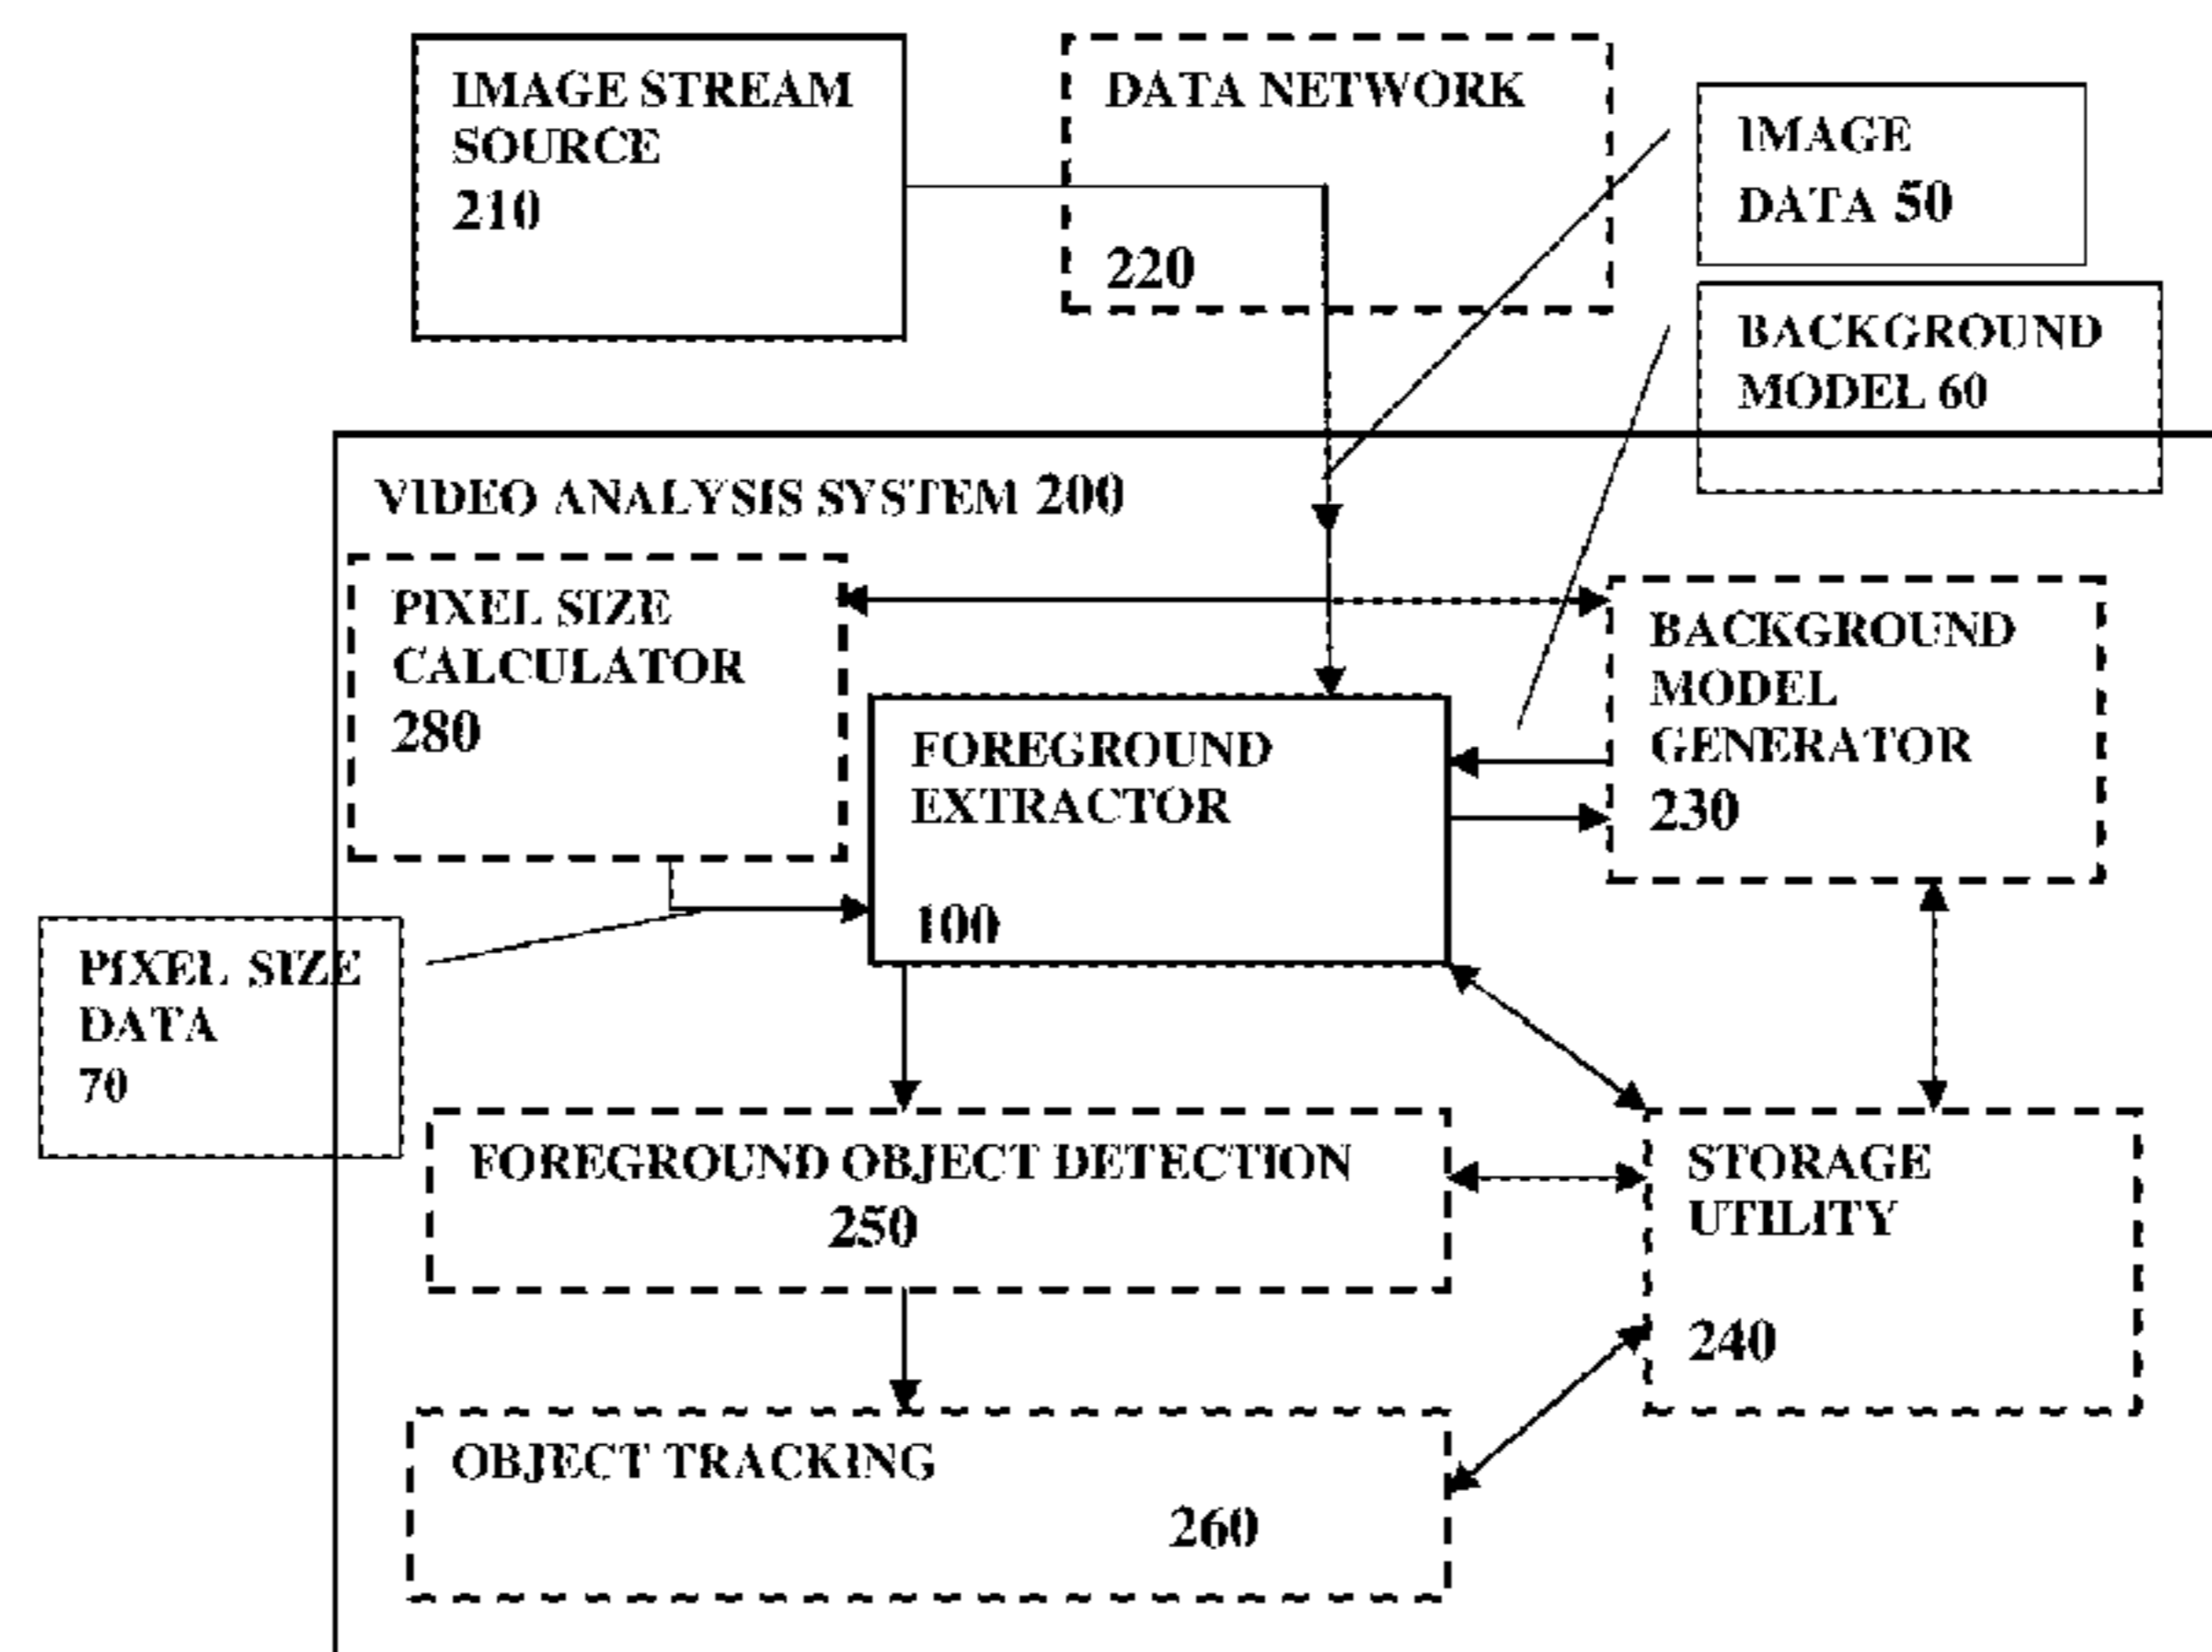 IMAGE STREAM
SOURCE
210
DATA NETWORK
220
IMAGE
DATA 50
BACKGROUND
MODEL 60
VIDEO ANALYSIS SYSTEM 200
PIXEL SIZE
CALCULATOR
280
BACKGROUND
MODEL
GENERATOR
230
FOREGROUND
EXTRACTOR
100
PIXEL SIZE
DATA
70
FOREGROUND OBJECT DETECTION
250
STORAGE
UTILITY
240
OBJECT TRACKING
260